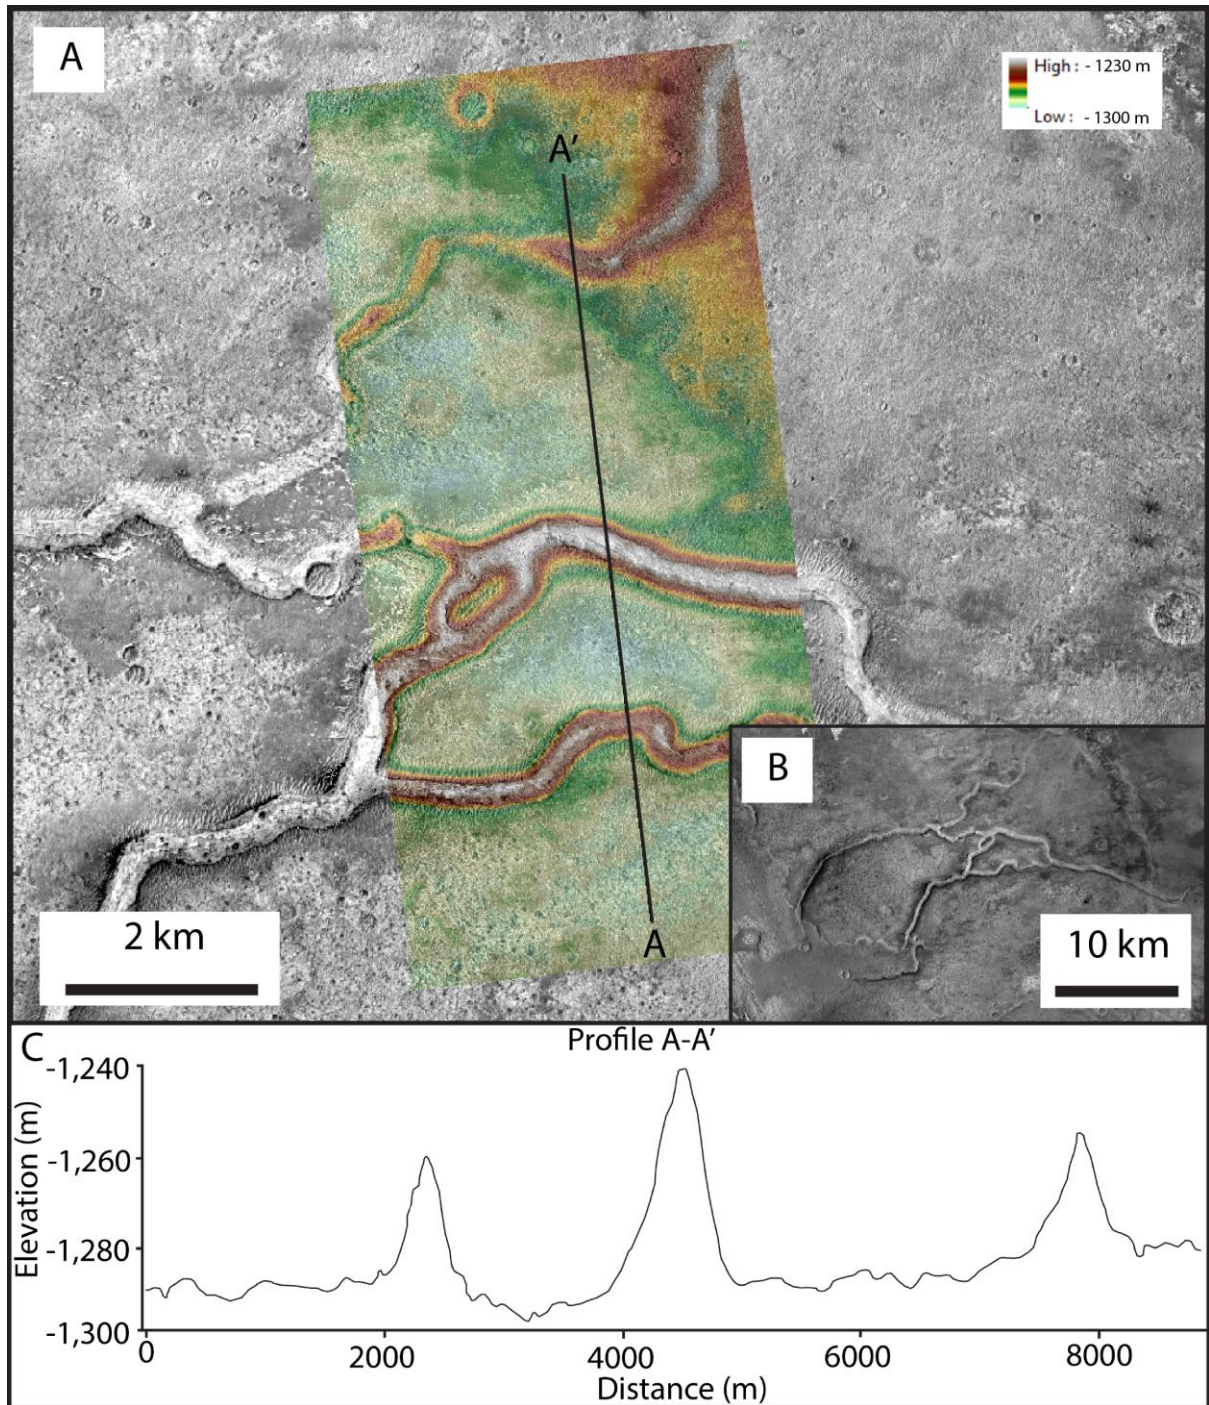 A
High : - 1230 m
Low : - 1300 m
A'
A
2 km
B
10 km
C
Profile A-A'
Elevation (m)
-1,240
-1,260
-1,280
-1,300
0
2000
4000
6000
8000
Distance (m)